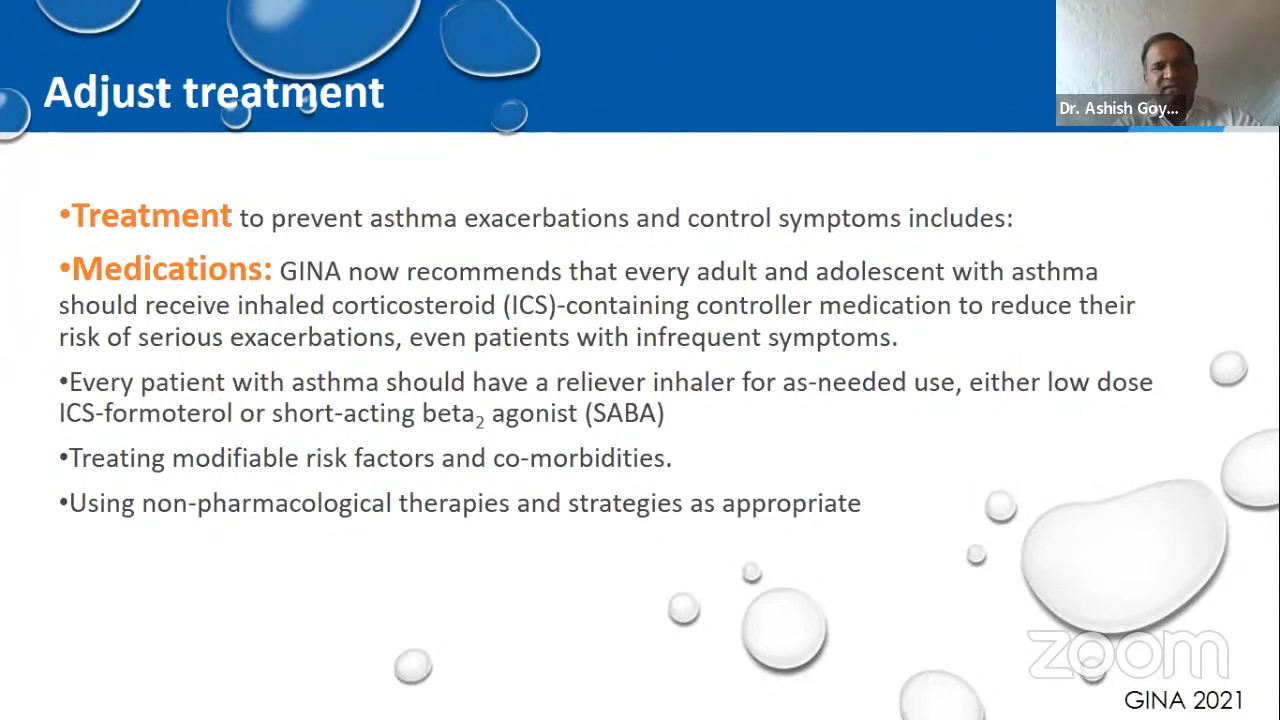 Adjust treatment
Dr. Ashish Goy...
•Treatment to prevent asthma exacerbations and control symptoms includes:
•Medications: GINA now recommends that every adult and adolescent with asthma
should receive inhaled corticosteroid (ICS)-containing controller medication to reduce their
risk of serious exacerbations, even patients with infrequent symptoms.
•Every patient with asthma should have a reliever inhaler for as-needed use, either low dose
ICS-formoterol or short-acting beta₂ agonist (SABA)
•Treating modifiable risk factors and co-morbidities.
•Using non-pharmacological therapies and strategies as appropriate
zoom
GINA 2021